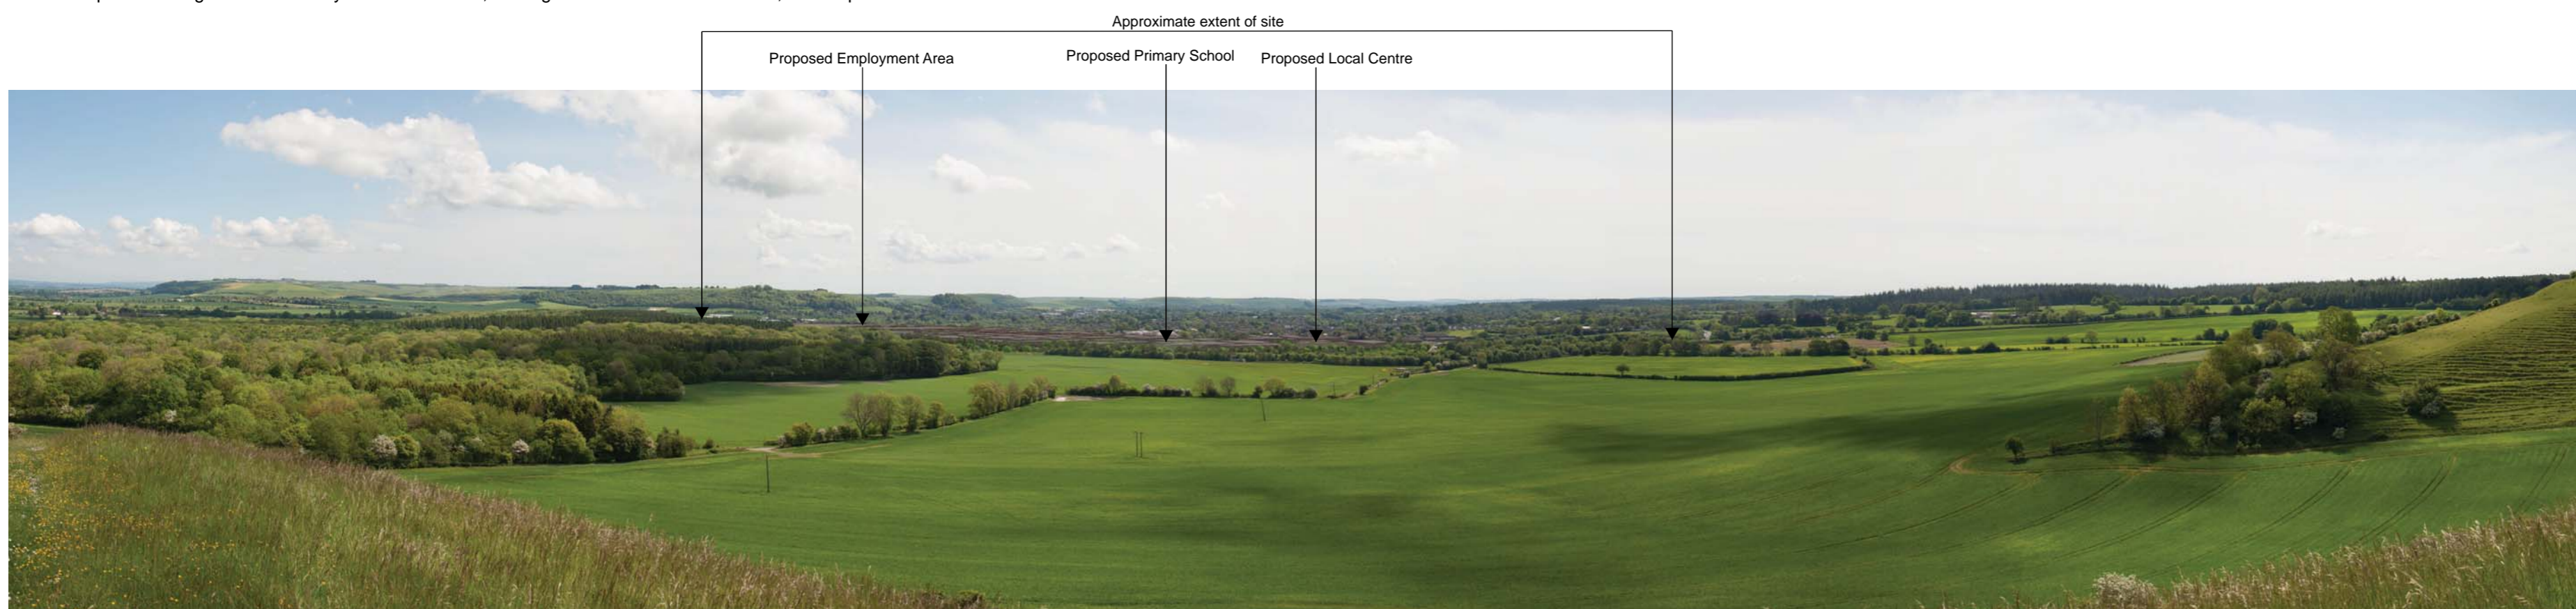 Approximate extent of site
Proposed Employment Area
Proposed Primary School
Proposed Local Centre